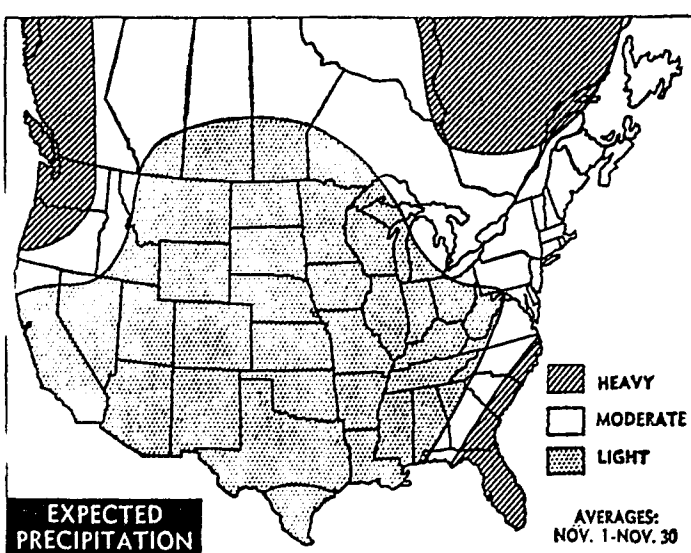 HEAVY
MODERATE
LIGHT
EXPECTED
PRECIPITATION
AVERAGES:
NOV. 1-NOV. 30